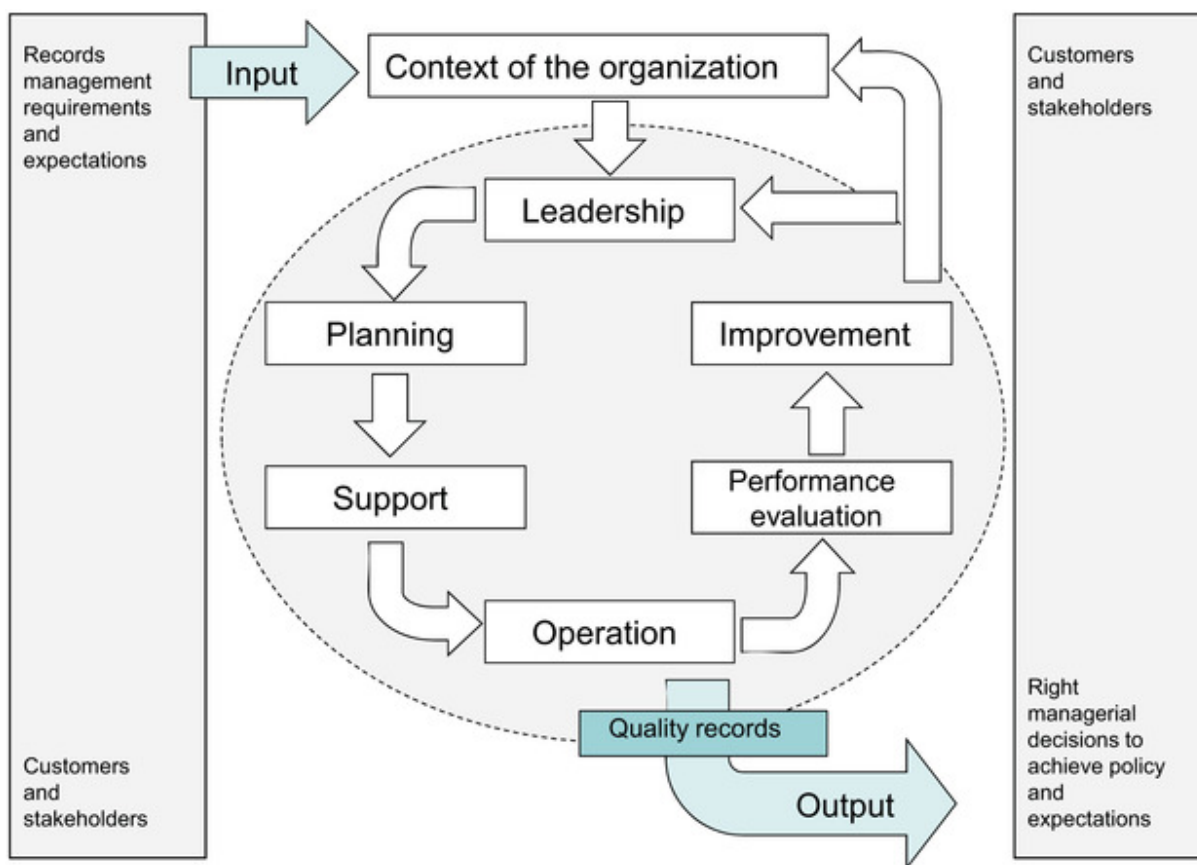 Records
management
requirements
and
expectations
Customers
and
stakeholders
Input
Context of the organization
Leadership
Planning
Support
Operation
Performance
evaluation
Improvement
Quality records
Output
Customers
and
stakeholders
Right
managerial
decisions to
achieve policy
and
expectations